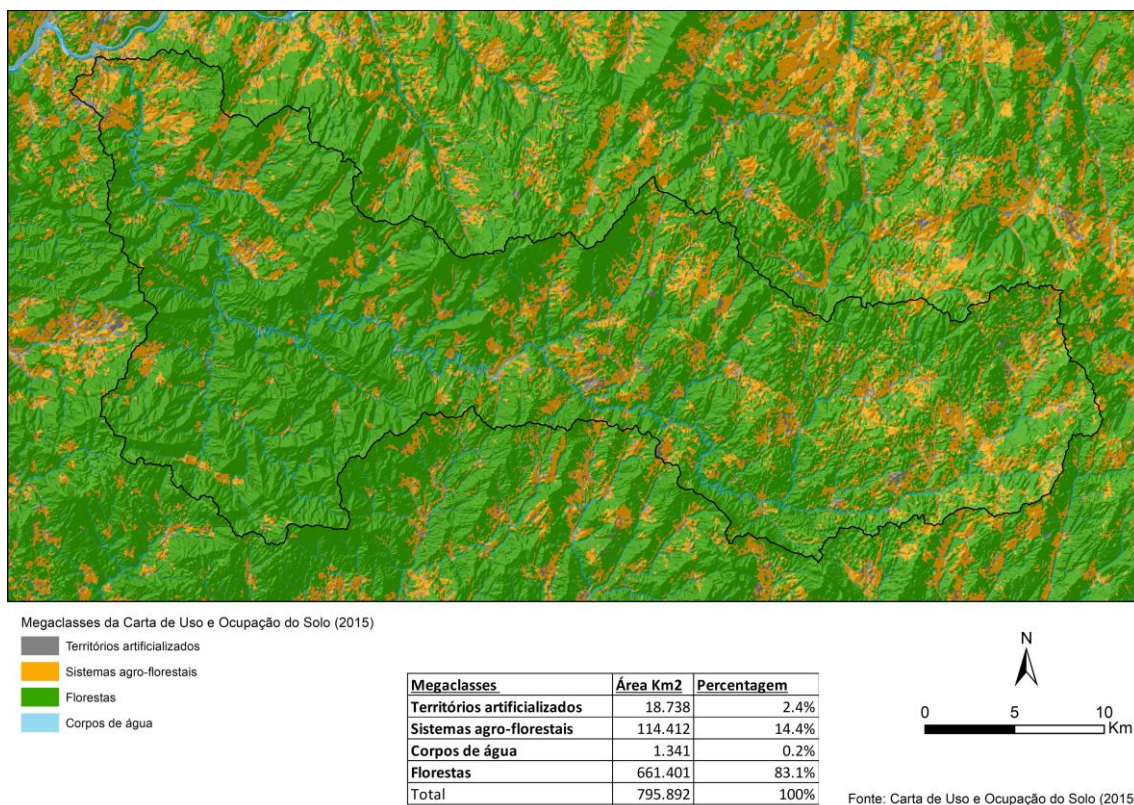 Megaclasses da Carta de Uso e Ocupação do Solo (2015)
Territórios artificializados
Sistemas agro-florestais
Florestas
Corpos de água
Megaclasses Área Km2 Percentagem
Territórios artificializados 18.738 2.4%
Sistemas agro-florestais 114.412 14.4%
Corpos de água 1.341 0.2%
Florestas 661.401 83.1%
Total 795.892 100%
N
0 5 10
Km
Fonte: Carta de Uso e Ocupação do Solo (2015